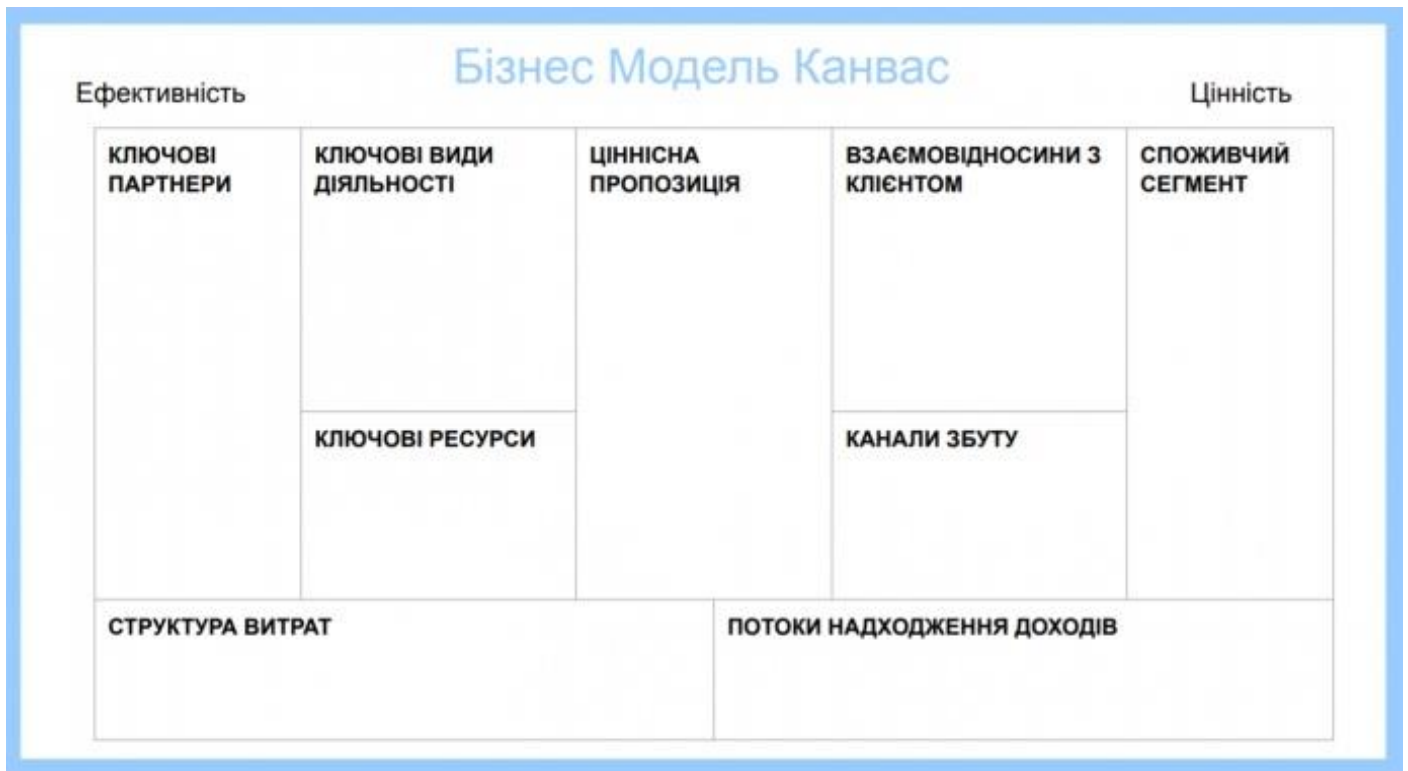 Бізнес Модель Канвас
Ефективність
Цінність
КЛЮЧОВІ
ПАРТНЕРИ
КЛЮЧОВІ ВИДИ
ДІЯЛЬНОСТІ
ЦІННІСНА
ПРОПОЗИЦІЯ
ВЗАЄМОВІДНОСИНИ З
КЛІЄНТОМ
СПОЖИВЧИЙ
СЕГМЕНТ
КЛЮЧОВІ РЕСУРСИ
КАНАЛИ ЗБУТУ
СТРУКТУРА ВИТРАТ
ПОТОКИ НАДХОДЖЕННЯ ДОХОДІВ